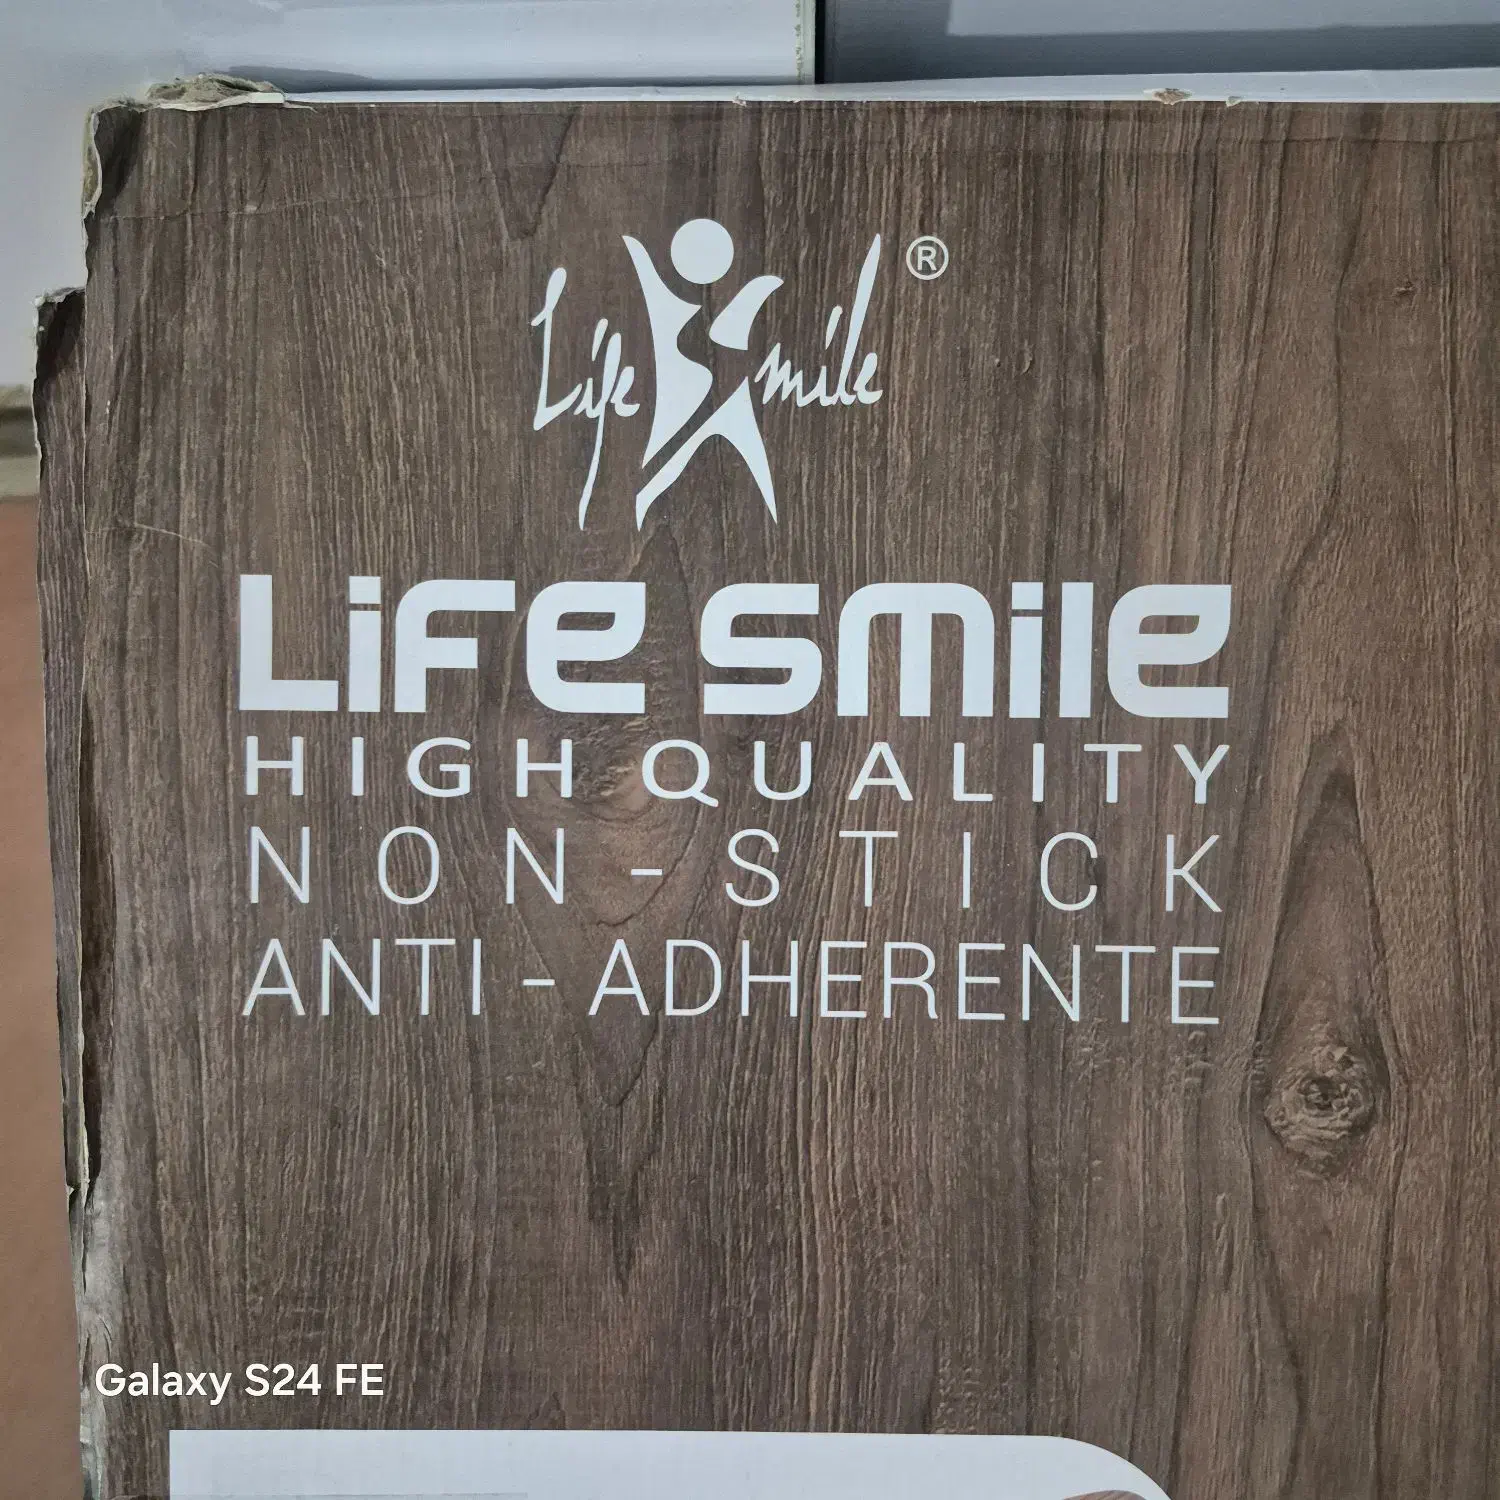 Life Smile ®
LiFe smile
HIGH QUALITY
NON-STICK
ANTI-ADHERENTE
Galaxy S24 FE